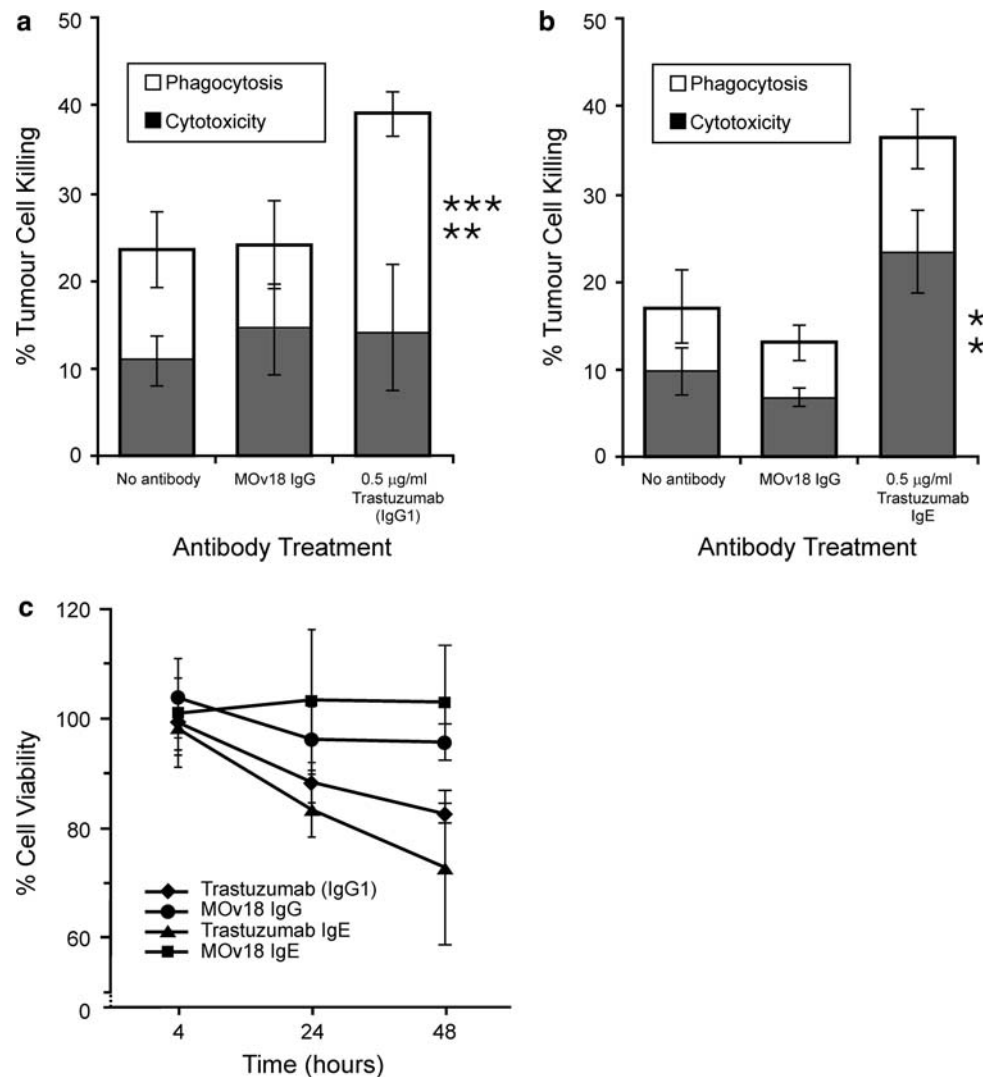 a
50
40
30
20
10
0
% Tumour Cell Killing
Phagocytosis
Cytotoxicity
***
**
No antibody
MOv18 IgG
0.5 μg/ml
Trastuzumab
(IgG1)
Antibody Treatment
b
50
40
30
20
10
0
% Tumour Cell Killing
Phagocytosis
Cytotoxicity
*
*
No antibody
MOv18 IgG
0.5 μg/ml
Trastuzumab
IgE
Antibody Treatment
c
120
100
80
60
0
% Cell Viability
Trastuzumab (IgG1)
MOv18 IgG
Trastuzumab IgE
MOv18 IgE
4
24
48
Time (hours)